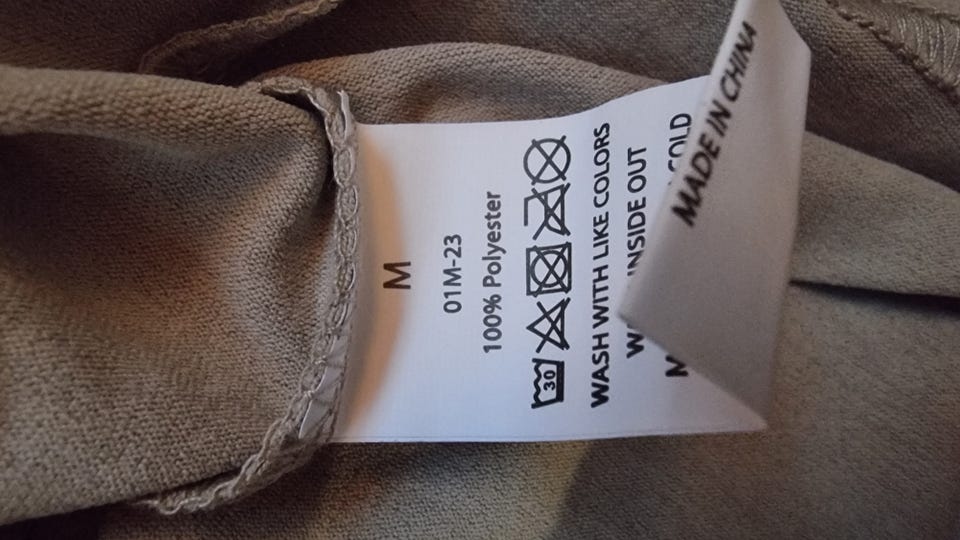 M
01M-23
100% Polyester
30
WASH WITH LIKE COLORS
INSIDE OUT
COLD
MADE IN CHINA